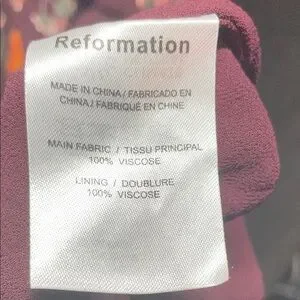 Reformation
MADE IN CHINA / FABRICADO EN
CHINA / FABRIQUÉ EN CHINE
MAIN FABRIC / TISSU PRINCIPAL
100% VISCOSE
LINING / DOUBLURE
100% VISCOSE